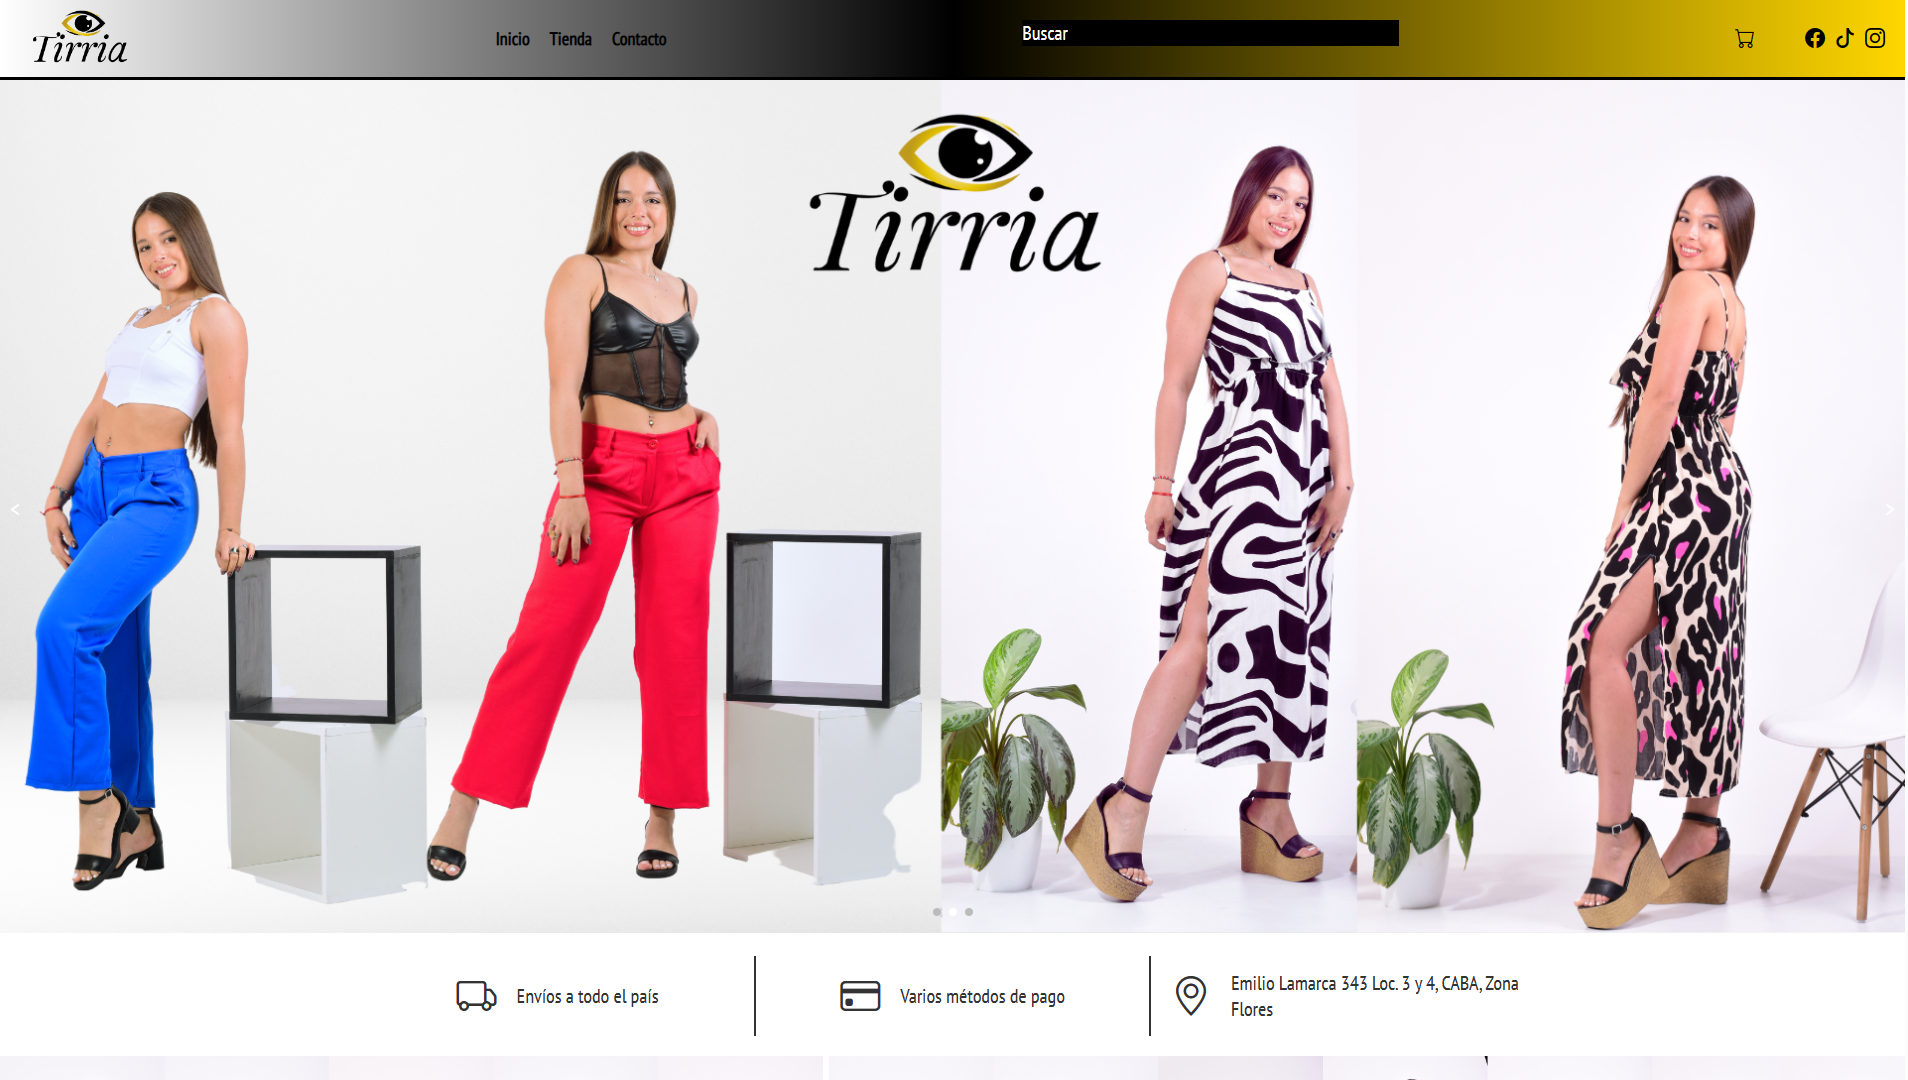 Tirria
Inicio Tienda Contacto
Buscar
Tïrria
Envíos a todo el país
Varios métodos de pago
Emilio Lamarca 343 Loc. 3 y 4, CABA, Zona
Flores